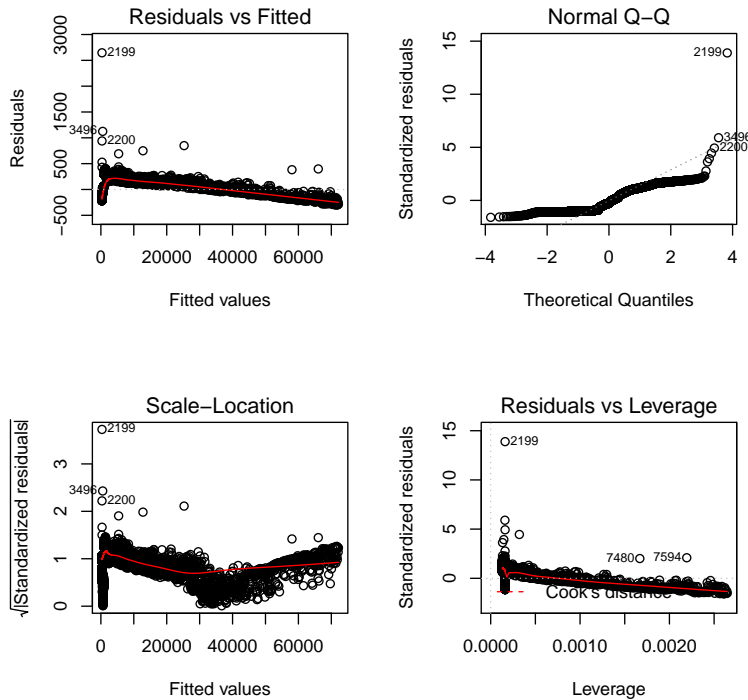 Residuals vs Fitted
Residuals
−500 500 1500 3000
2199
3496
2200
0 20000 40000 60000
Fitted values
Normal Q−Q
Standardized residuals
0 5 10 15
2199
3496
2200
−4 −2 0 2 4
Theoretical Quantiles
Scale−Location
√|Standardized residuals|
0 1 2 3
2199
3496
2200
0 20000 40000 60000
Fitted values
Residuals vs Leverage
Standardized residuals
0 5 10 15
2199
7480 7594
Cook's distance
0.0000 0.0010 0.0020
Leverage